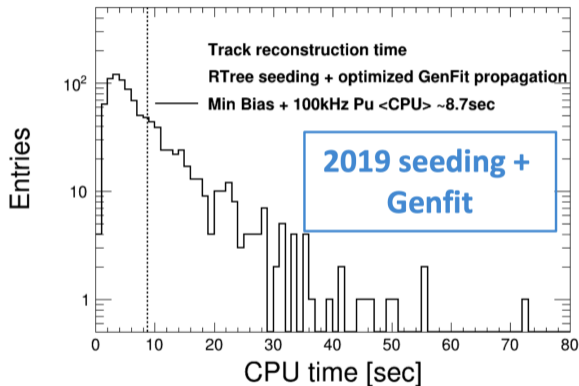 Track reconstruction time
RTree seeding + optimized GenFit propagation
Min Bias + 100kHz Pu <CPU> ~8.7sec
2019 seeding +
Genfit
Entries
10²
10
1
0 10 20 30 40 50 60 70 80
CPU time [sec]